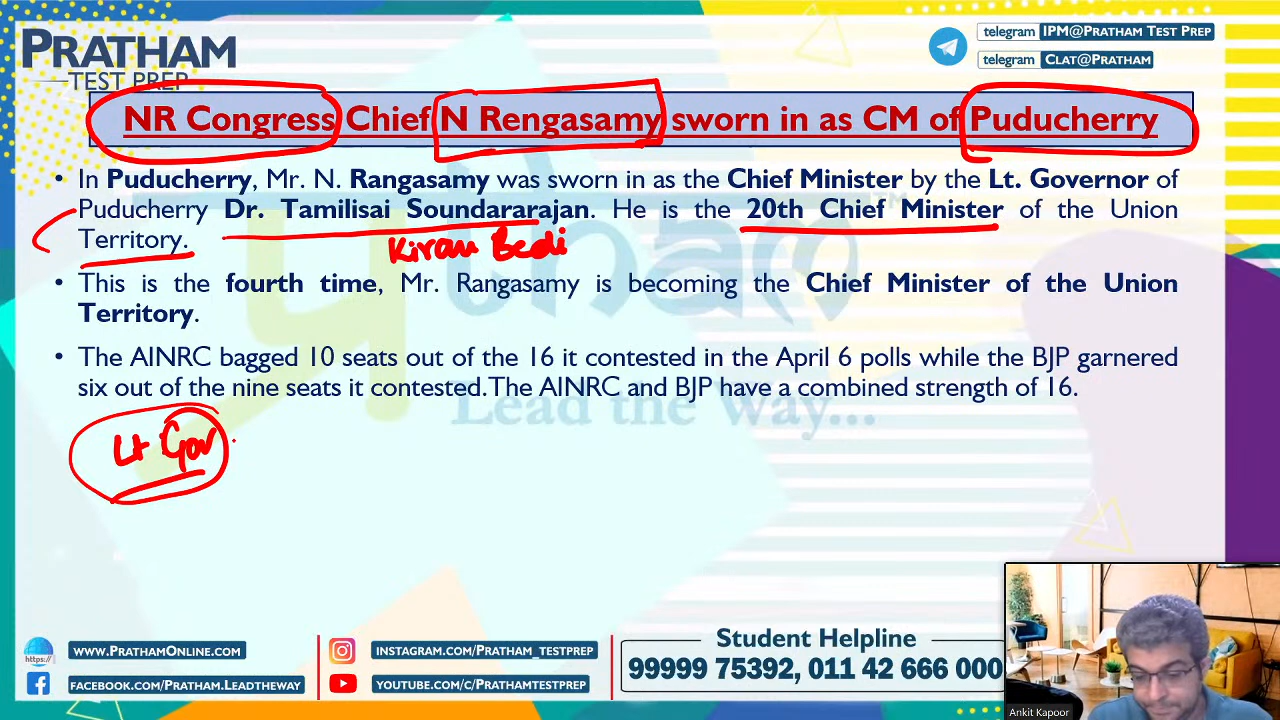 PRATHAM
TEST PREP
telegram IPM@PRATHAM TEST PREP
telegram CLAT@PRATHAM
NR Congress Chief N Rengasamy sworn in as CM of Puducherry
• In Puducherry, Mr. N. Rangasamy was sworn in as the Chief Minister by the Lt. Governor of
Puducherry Dr. Tamilisai Soundararajan. He is the 20th Chief Minister of the Union
Territory.
Kiran Bedi
• This is the fourth time, Mr. Rangasamy is becoming the Chief Minister of the Union
Territory.
• The AINRC bagged 10 seats out of the 16 it contested in the April 6 polls while the BJP garnered
six out of the nine seats it contested.The AINRC and BJP have a combined strength of 16.
Lead the Way...
Lt Gov
https://
WWW.PRATHAMONLINE.COM
FACEBOOK.COM/PRATHAM.LEADTHEWAY
INSTAGRAM.COM/PRATHAM_TESTPREP
YOUTUBE.COM/C/PRATHAMTESTPREP
Student Helpline
99999 75392, 011 42 666 000
Ankit Kapoor